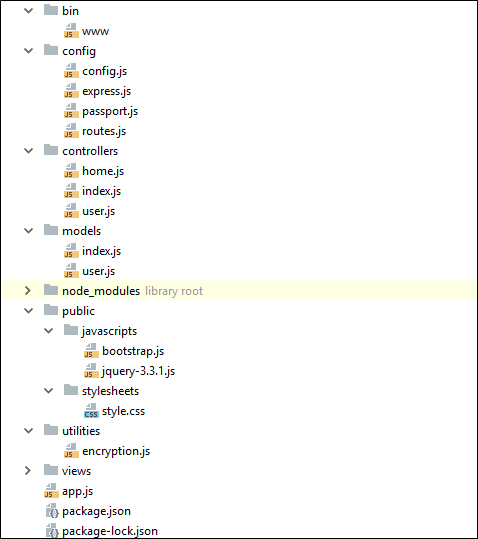 bin
www
config
config.js
express.js
passport.js
routes.js
controllers
home.js
index.js
user.js
models
index.js
user.js
node_modules library root
public
javascripts
bootstrap.js
jquery-3.3.1.js
stylesheets
style.css
utilities
encryption.js
views
app.js
package.json
package-lock.json